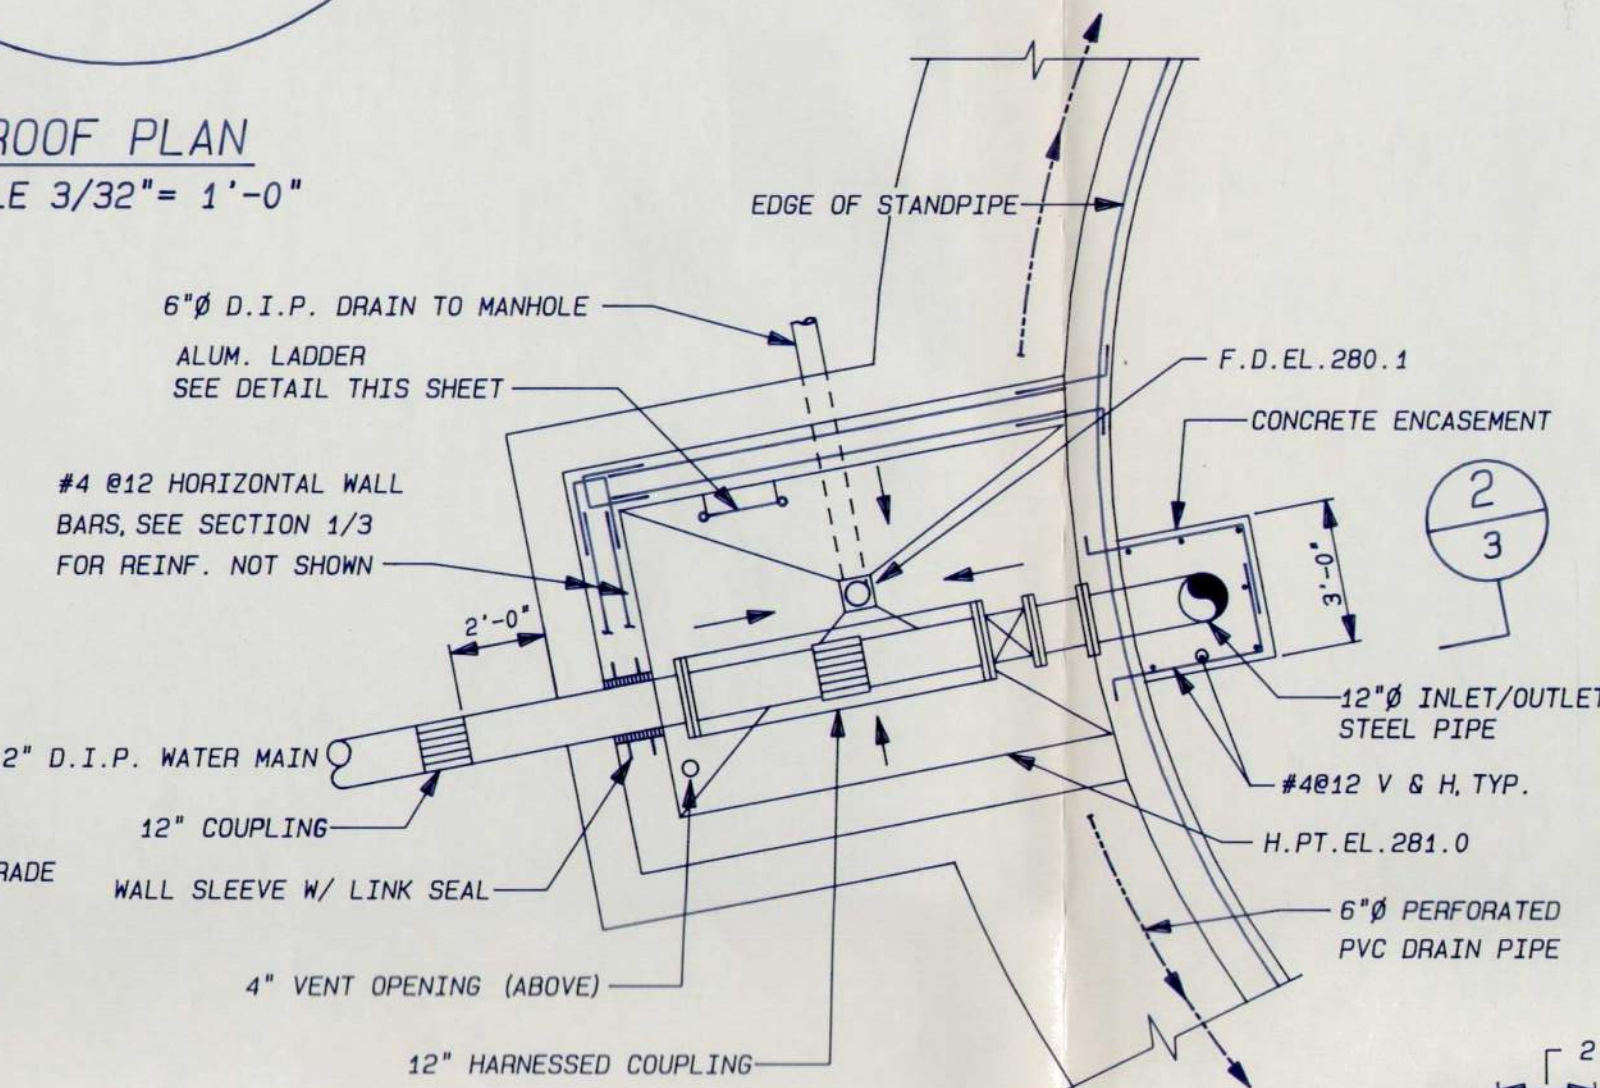 ROOF PLAN
LE 3/32"= 1'-0"
EDGE OF STANDPIPE
6"Ø D.I.P. DRAIN TO MANHOLE
ALUM. LADDER
SEE DETAIL THIS SHEET
F.D.EL.280.1
CONCRETE ENCASEMENT
#4 @12 HORIZONTAL WALL
BARS, SEE SECTION 1/3
FOR REINF. NOT SHOWN
2
3
3'-0"
2'-0"
12"Ø INLET/OUTLET
STEEL PIPE
2" D.I.P. WATER MAIN
#4@12 V & H, TYP.
12" COUPLING
H.PT.EL.281.0
RADE
WALL SLEEVE W/ LINK SEAL
6"Ø PERFORATED
PVC DRAIN PIPE
4" VENT OPENING (ABOVE)
12" HARNESSED COUPLING
2